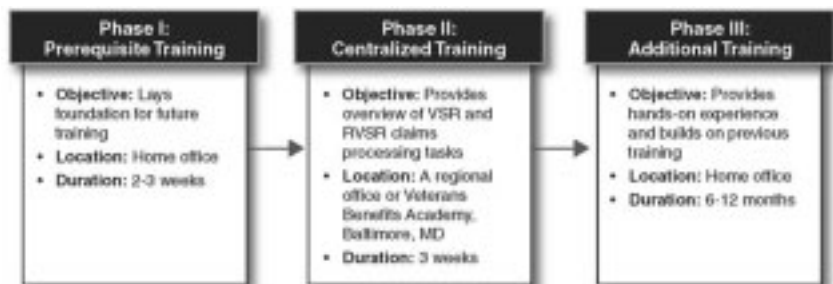 Phase I:
Prerequisite Training
• Objective: Lays
foundation for future
training
• Location: Home office
• Duration: 2-3 weeks
Phase II:
Centralized Training
• Objective: Provides
overview of VSR and
RVSR claims
processing tasks
• Location: A regional
office or Veterans
Benefits Academy,
Baltimore, MD
• Duration: 3 weeks
Phase III:
Additional Training
• Objective: Provides
hands-on experience
and builds on previous
training
• Location: Home office
• Duration: 6-12 months